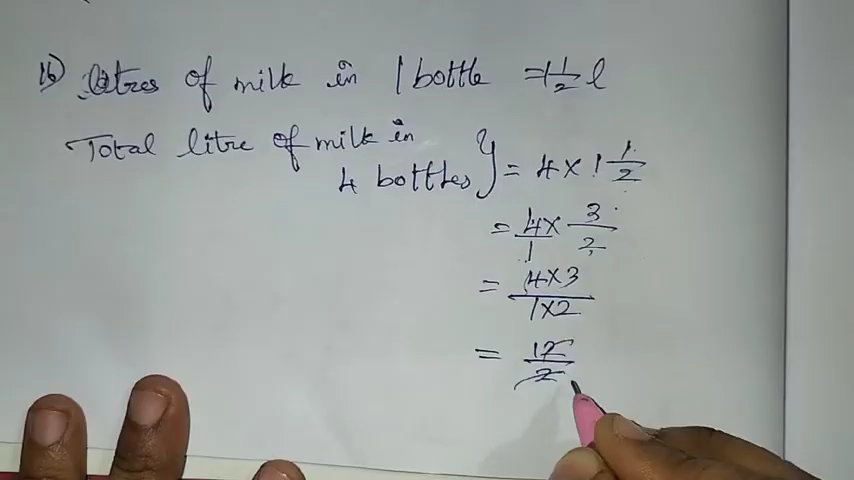 16) litres of milk in 1 bottle = 1 1/2 l
Total litre of milk in
4 bottles } = 4 × 1 1/2
= 4/1 × 3/2
= 4×3/1×2
= 12/2